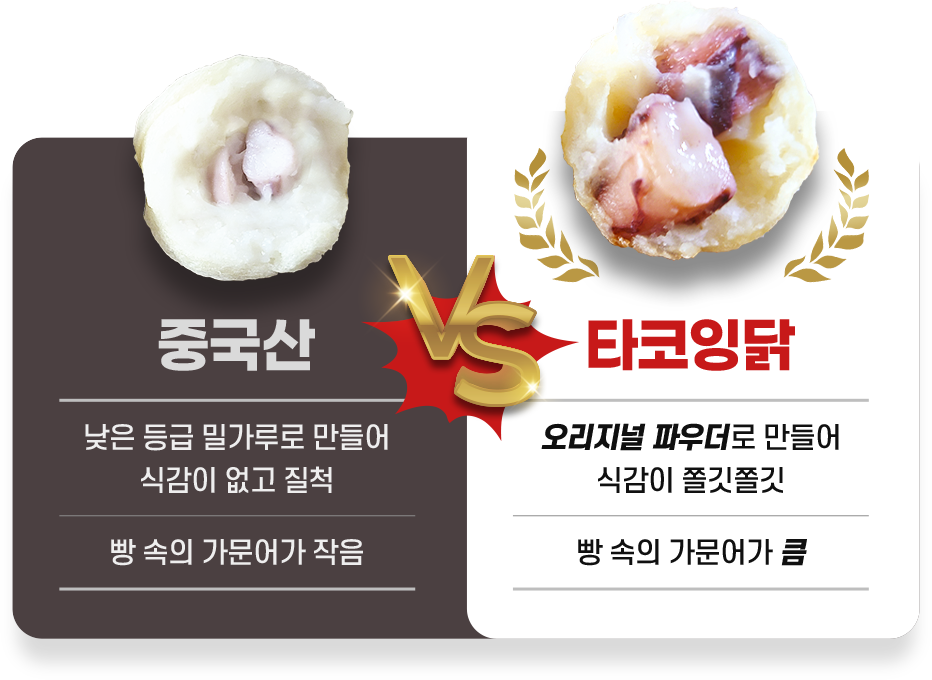 중국산
낮은 등급 밀가루로 만들어
식감이 없고 질척
빵 속의 가문어가 작음
VS
타코잉닭
오리지널 파우더로 만들어
식감이 쫄깃쫄깃
빵 속의 가문어가 큼